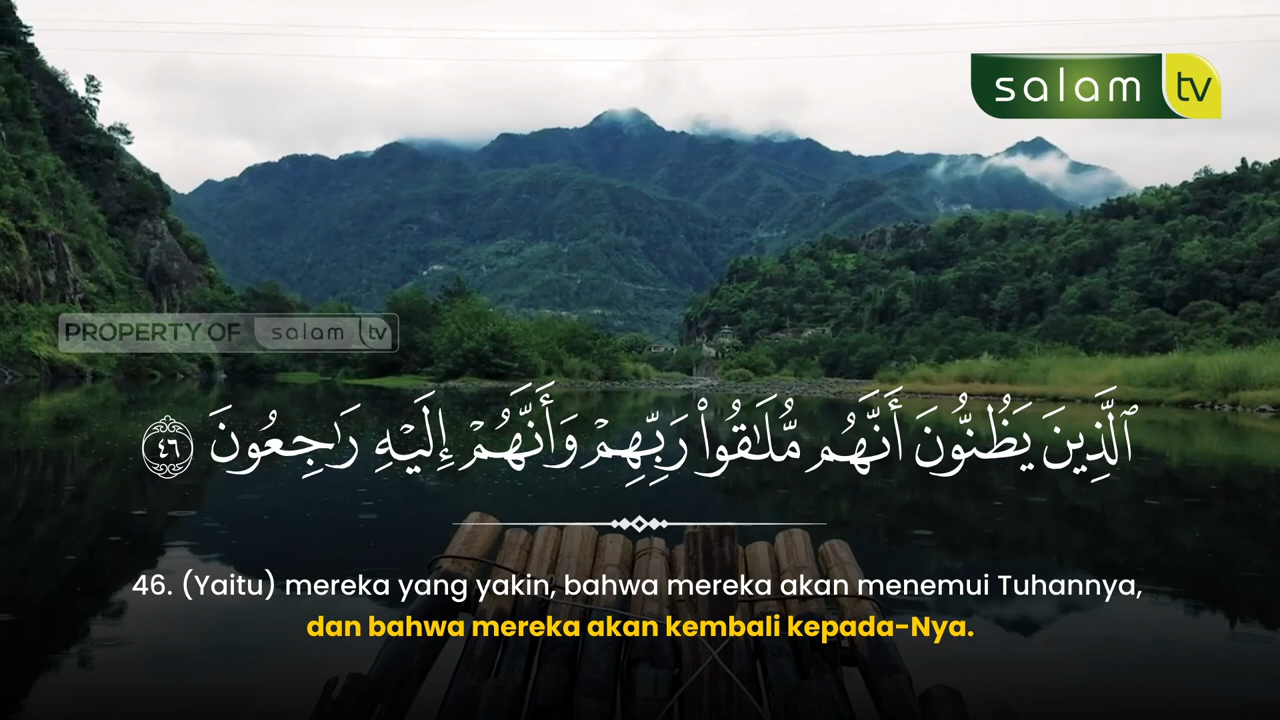 salam tv
PROPERTY OF salam tv
ٱلَّذِينَ يَظُنُّونَ أَنَّهُم مُّلَٰقُوا۟ رَبِّهِمْ وَأَنَّهُمْ إِلَيْهِ رَٰجِعُونَ ٤٦
46. (Yaitu) mereka yang yakin, bahwa mereka akan menemui Tuhannya,
dan bahwa mereka akan kembali kepada-Nya.